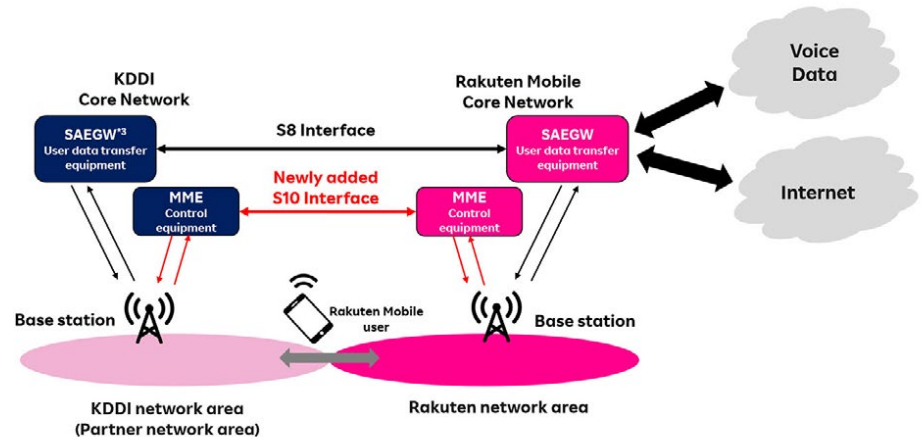 Voice
Data
KDDI
Core Network
Rakuten Mobile
Core Network
SAEGW*3
User data transfer
equipment
S8 Interface
SAEGW
User data transfer
equipment
Newly added
S10 Interface
MME
Control
equipment
MME
Control
equipment
Internet
Base station
Rakuten Mobile
user
Base station
KDDI network area
(Partner network area)
Rakuten network area